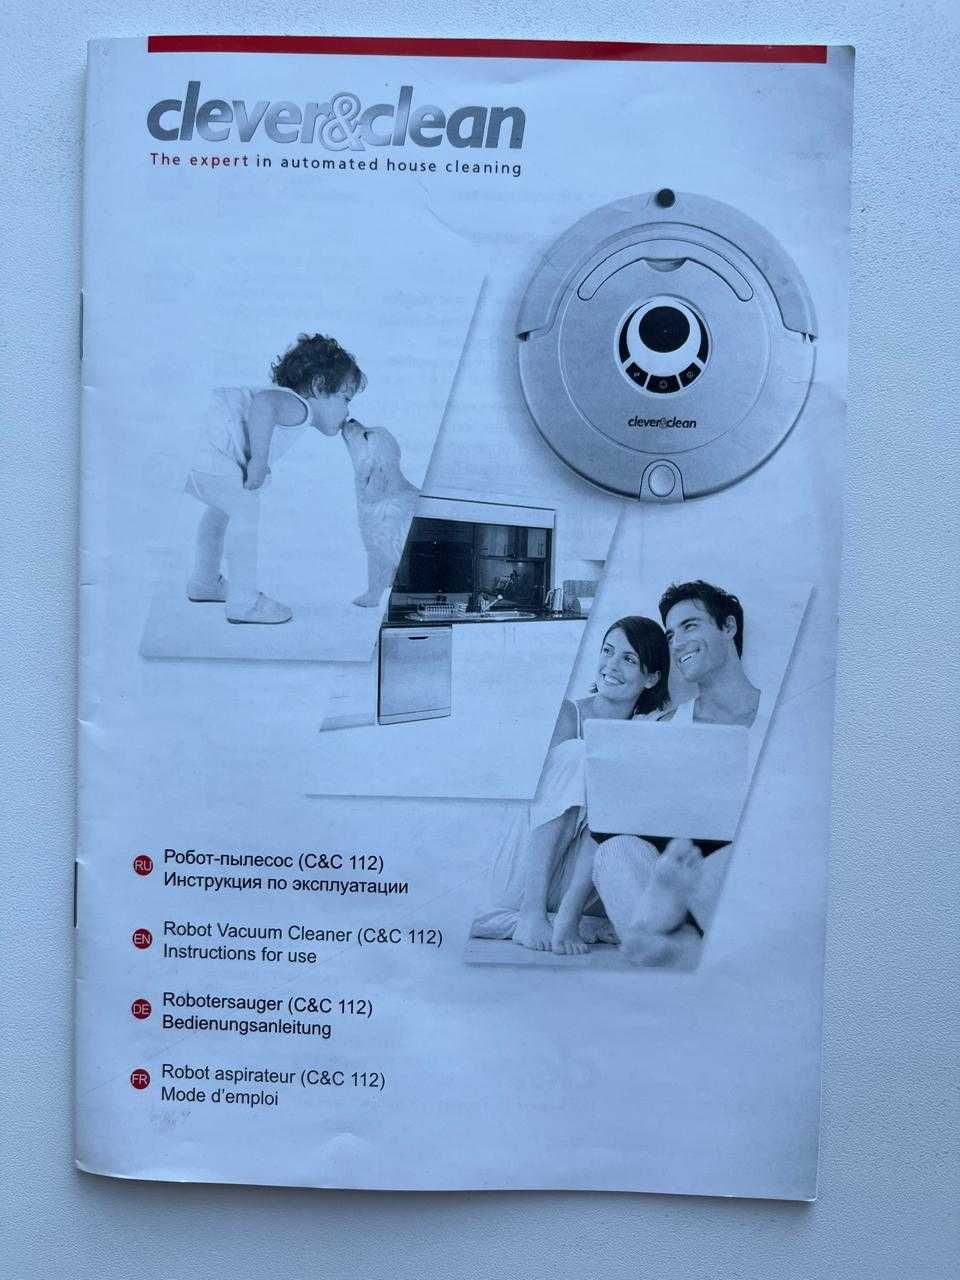 clever&clean
The expert in automated house cleaning
clever&clean
RU
Робот-пылесос (C&C 112)
Инструкция по эксплуатации
EN
Robot Vacuum Cleaner (C&C 112)
Instructions for use
DE
Robotersauger (C&C 112)
Bedienungsanleitung
FR
Robot aspirateur (C&C 112)
Mode d'emploi